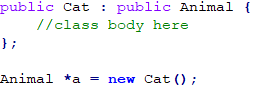 public Cat : public Animal {
    //class body here
};

Animal *a = new Cat();